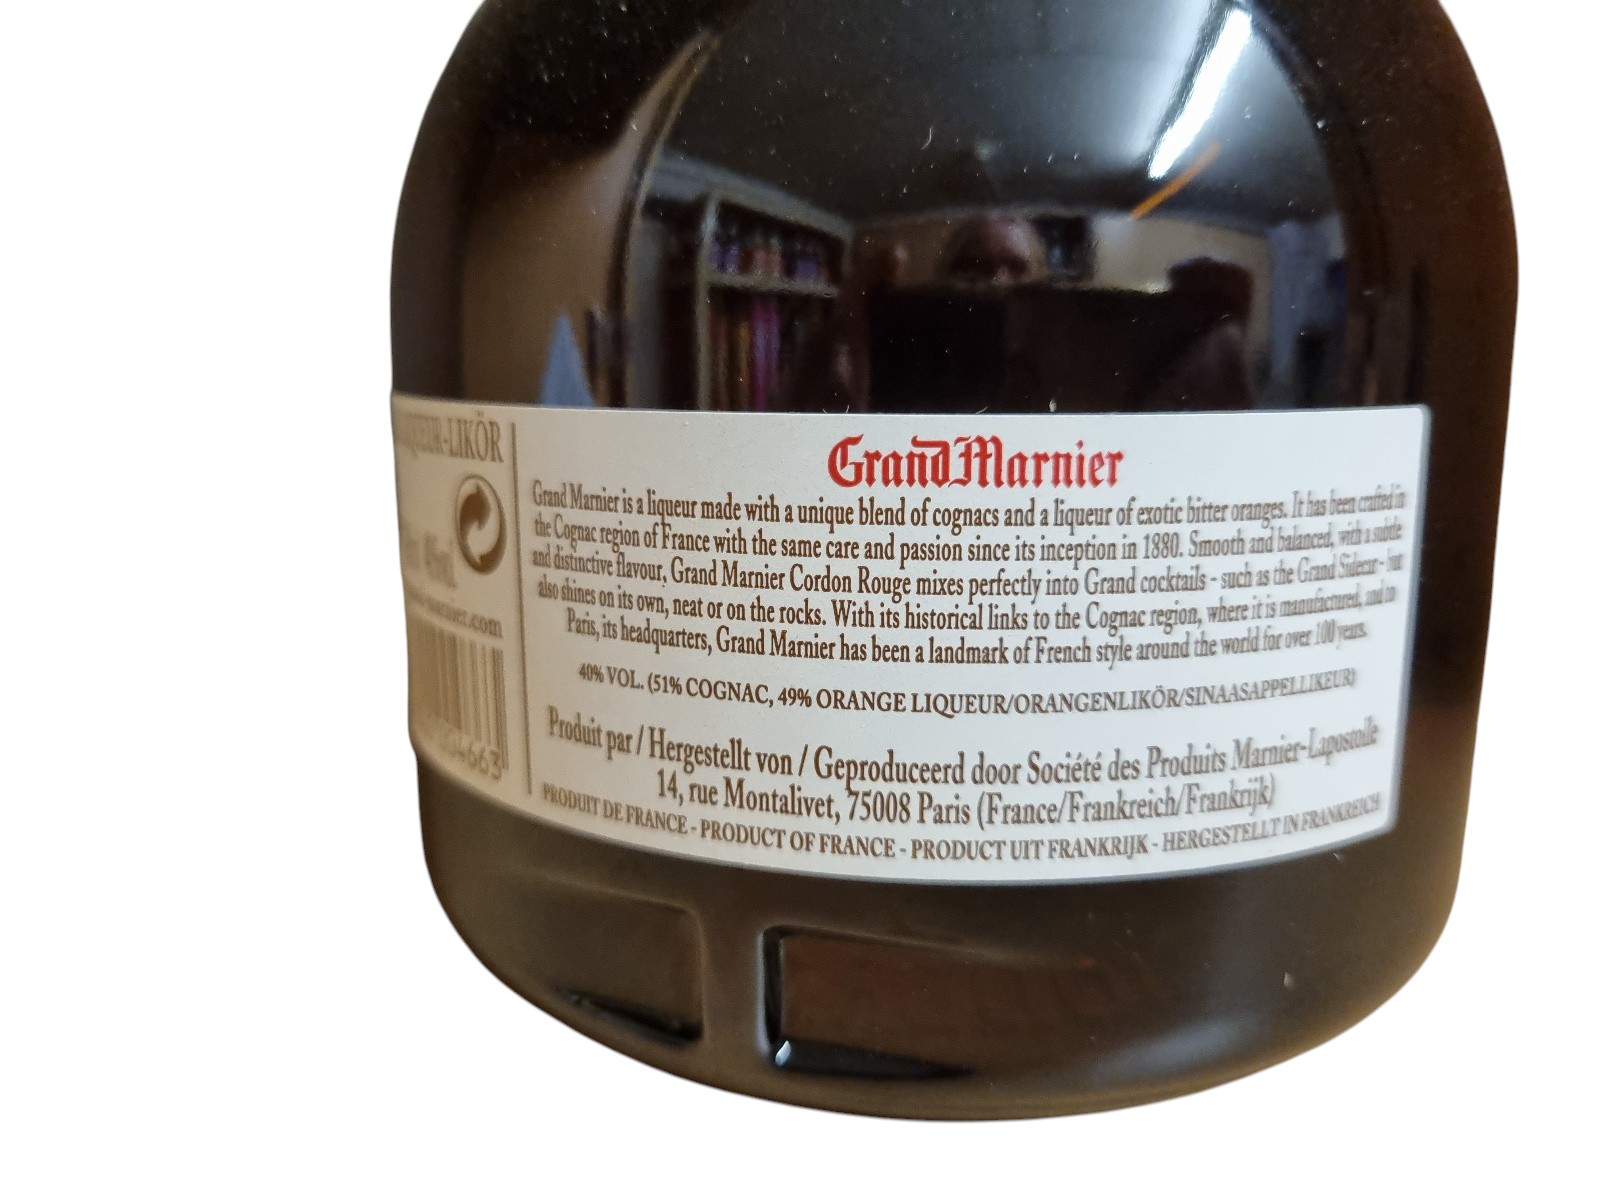 LIKÖR
marnier.com
4663
Grand Marnier
Grand Marnier is a liqueur made with a unique blend of cognacs and a liqueur of exotic bitter oranges. It has been crafted in
the Cognac region of France with the same care and passion since its inception in 1880. Smooth and balanced, with a subtle
and distinctive flavour, Grand Marnier Cordon Rouge mixes perfectly into Grand cocktails - such as the Grand Sidecar - but
also shines on its own, neat or on the rocks. With its historical links to the Cognac region, where it is manufactured, and to
Paris, its headquarters, Grand Marnier has been a landmark of French style around the world for over 100 years.
40% VOL. (51% COGNAC, 49% ORANGE LIQUEUR/ORANGENLIKÖR/SINAASAPPELLIKEUR)
Produit par / Hergestellt von / Geproduceerd door Société des Produits Marnier-Lapostolle
14, rue Montalivet, 75008 Paris (France/Frankreich/Frankrijk)
PRODUIT DE FRANCE - PRODUCT OF FRANCE - PRODUCT UIT FRANKRIJK - HERGESTELLT IN FRANKREICH